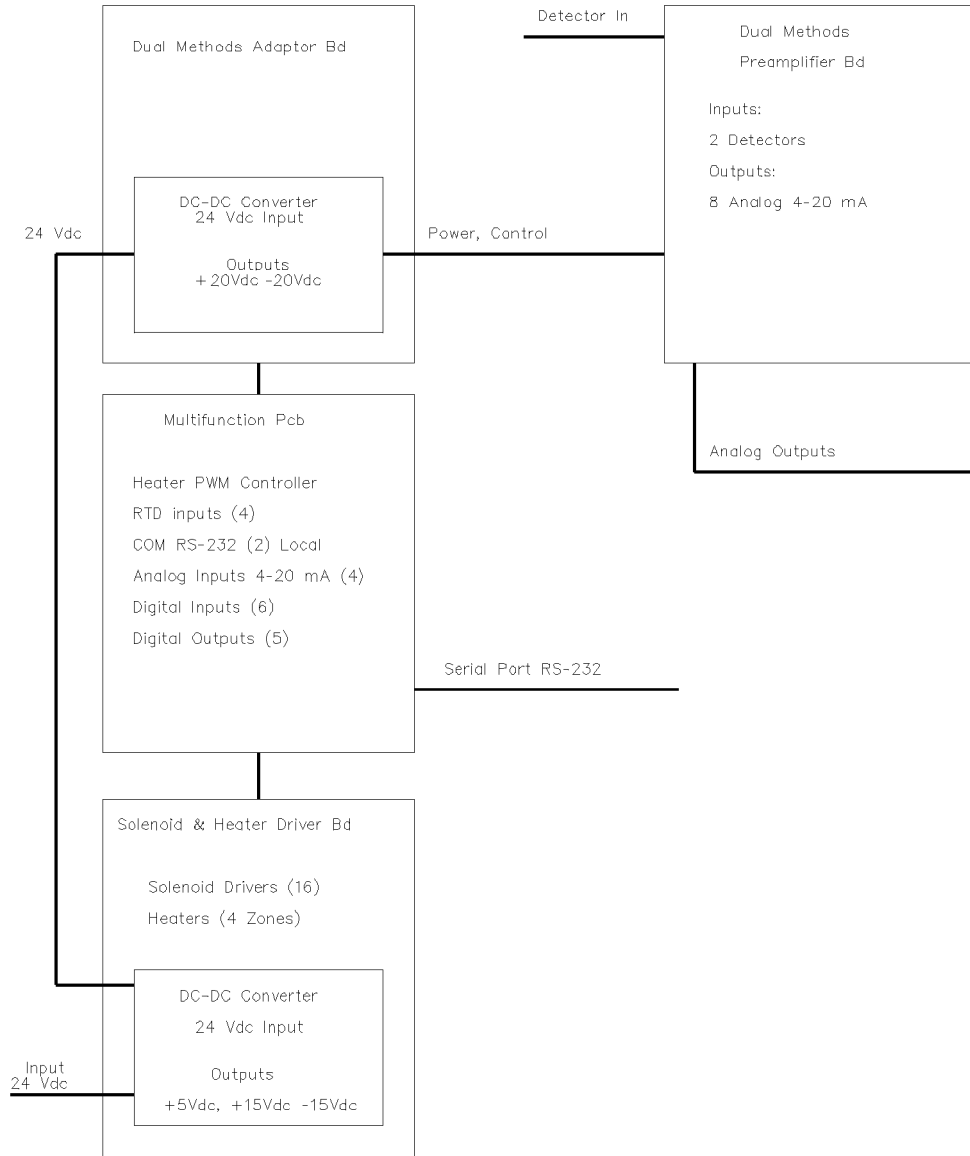 Detector In
Dual Methods Adaptor Bd
Dual Methods
Preamplifier Bd
Inputs:
2 Detectors
Outputs:
8 Analog 4-20 mA
DC-DC Converter
24 Vdc Input
Outputs
+20Vdc -20Vdc
24 Vdc
Power, Control
Multifunction Pcb
Heater PWM Controller
RTD inputs (4)
COM RS-232 (2) Local
Analog Inputs 4-20 mA (4)
Digital Inputs (6)
Digital Outputs (5)
Analog Outputs
Serial Port RS-232
Solenoid & Heater Driver Bd
Solenoid Drivers (16)
Heaters (4 Zones)
DC-DC Converter
24 Vdc Input
Outputs
+5Vdc, +15Vdc -15Vdc
Input
24 Vdc